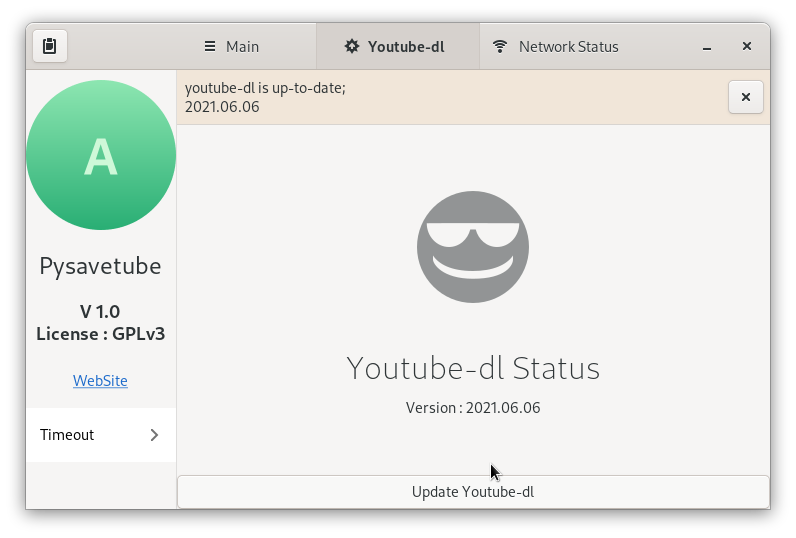 Main
Youtube-dl
Network Status
A
Pysavetube
V 1.0
License : GPLv3
WebSite
Timeout
youtube-dl is up-to-date;
2021.06.06
Youtube-dl Status
Version : 2021.06.06
Update Youtube-dl